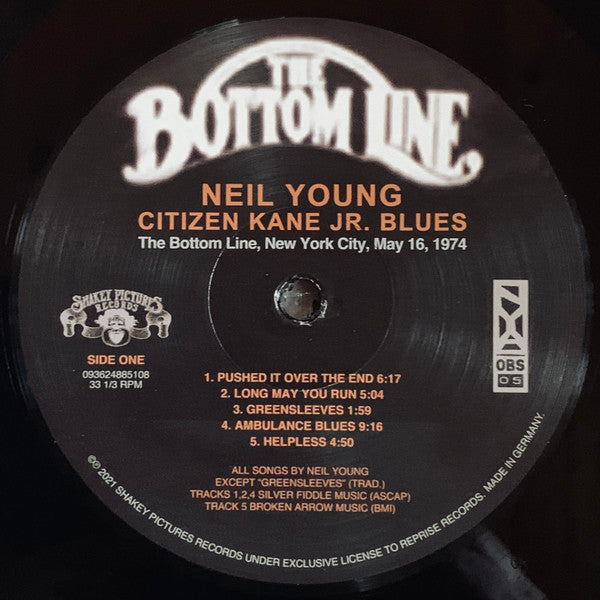 THE
BOTTOM LINE
NEIL YOUNG
CITIZEN KANE JR. BLUES
The Bottom Line, New York City, May 16, 1974
SHAKEY PICTURES
RECORDS
SIDE ONE
093624885108
33 1/3 RPM
NYA
OBS
05
1. PUSHED IT OVER THE END 6:17
2. LONG MAY YOU RUN 5:04
3. GREENSLEEVES 1:59
4. AMBULANCE BLUES 9:16
5. HELPLESS 4:50
ALL SONGS BY NEIL YOUNG
EXCEPT "GREENSLEEVES" (TRAD.)
TRACKS 1,2,4 SILVER FIDDLE MUSIC (ASCAP)
TRACK 5 BROKEN ARROW MUSIC (BMI)
©℗ 2021 SHAKEY PICTURES RECORDS UNDER EXCLUSIVE LICENSE TO REPRISE RECORDS. MADE IN GERMANY.